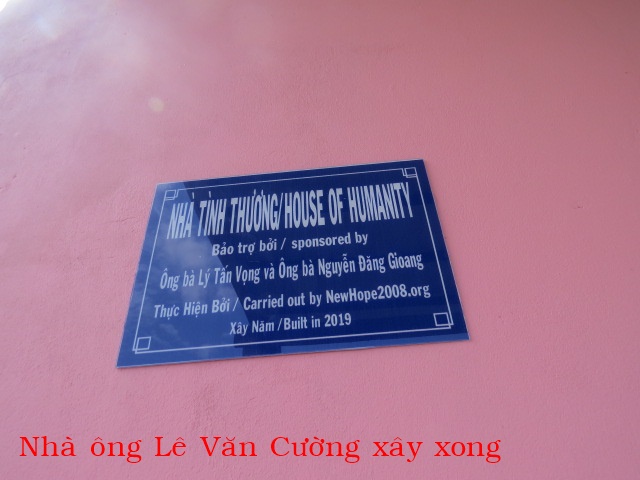 NHÀ TÌNH THƯƠNG/HOUSE OF HUMANITY
Bảo trợ bởi / sponsored by
Ông bà Lý Tấn Vọng và Ông bà Nguyễn Đăng Gioang
Thực Hiện Bởi / Carried out by NewHope2008.org
Xây Năm /Built in 2019
Nhà ông Lê Văn Cường xây xong